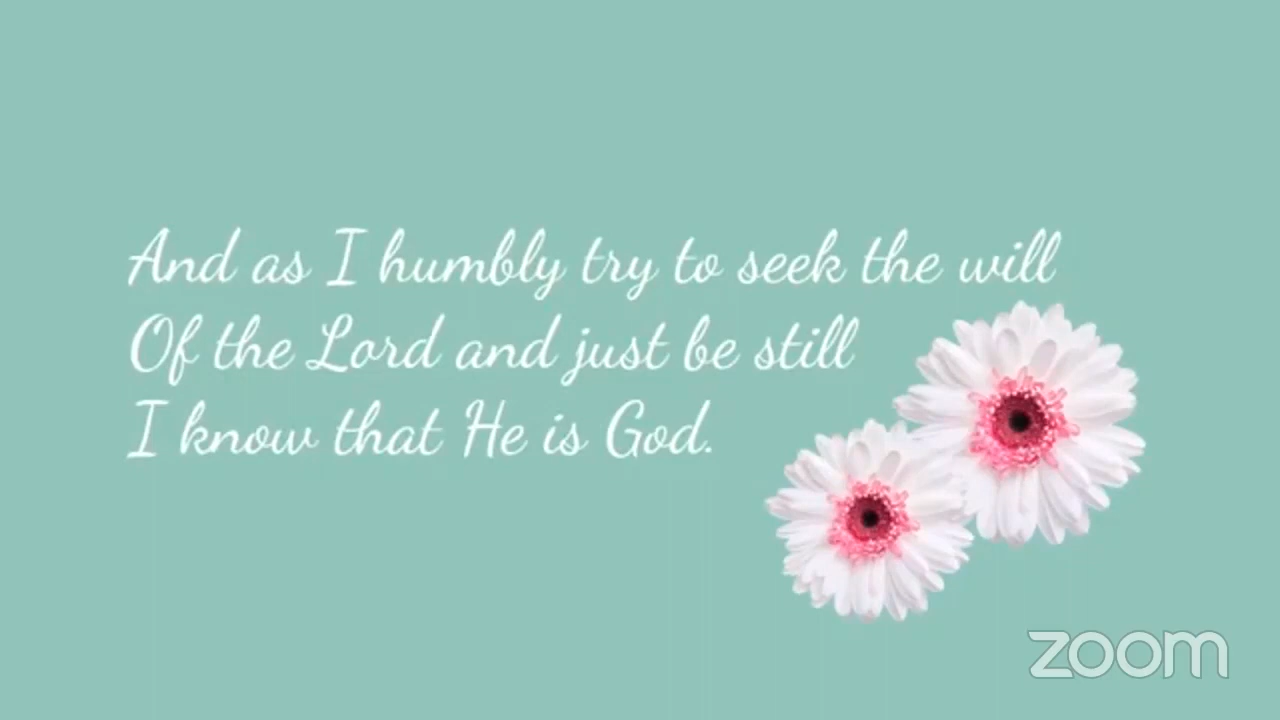 And as I humbly try to seek the will
Of the Lord and just be still
I know that He is God.
zoom